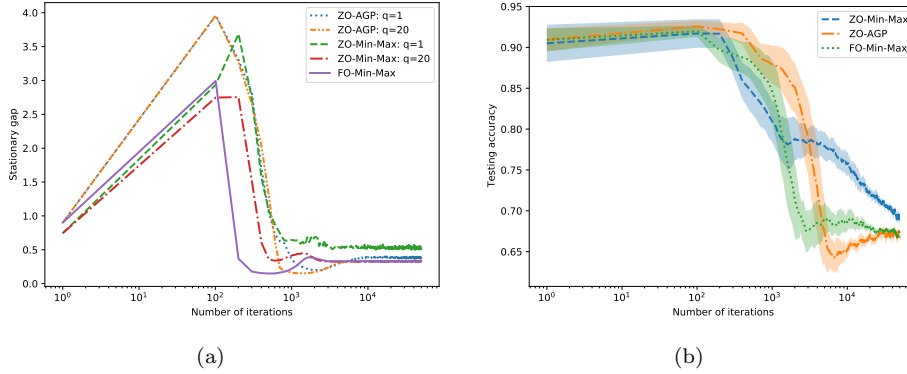 4.0
3.5
3.0
2.5
2.0
1.5
1.0
0.5
0.0
Stationary gap
10^0
10^1
10^2
10^3
10^4
Number of iterations
ZO-AGP: q=1
ZO-AGP: q=20
ZO-Min-Max: q=1
ZO-Min-Max: q=20
FO-Min-Max
(a)
0.95
0.90
0.85
0.80
0.75
0.70
0.65
Testing accuracy
10^0
10^1
10^2
10^3
10^4
Number of iterations
ZO-Min-Max
ZO-AGP
FO-Min-Max
(b)